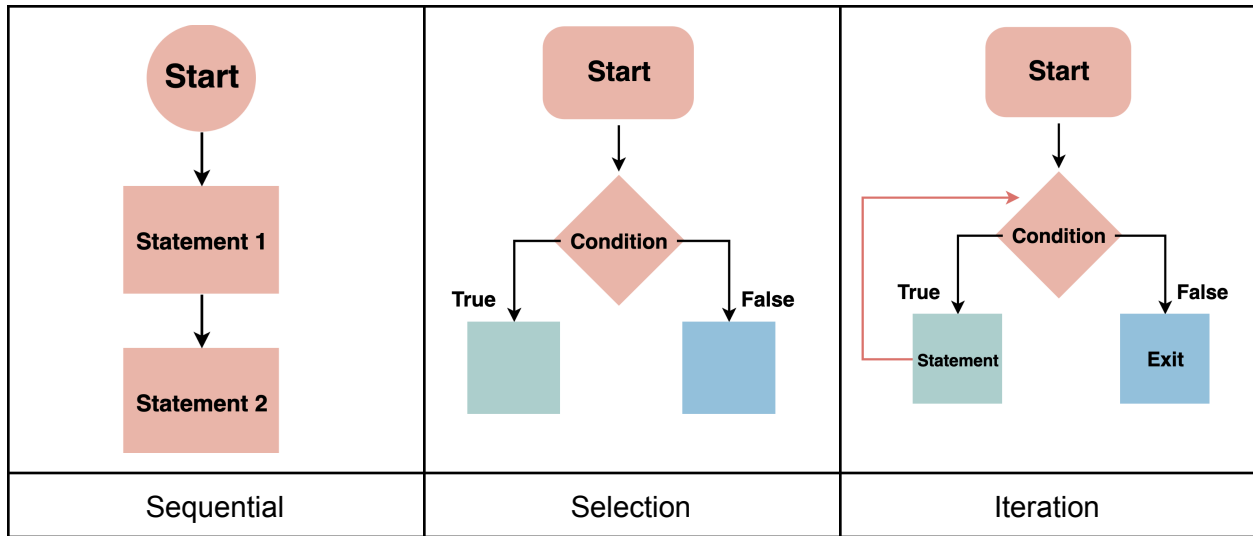 Start
Statement 1
Statement 2
Sequential
Start
Condition
True
False
Selection
Start
Condition
True
False
Statement
Exit
Iteration